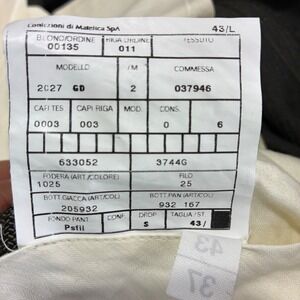 Confezioni di Matelica SpA 43/L
BLONO/ORDINE RIGA ORDINE TESSUTO
00135 011
MODELLO /M COMMESSA
2C27 GD 2 037946
CAPI TES CAPI RIGA MOD. CONS.
0003 003 0 6
633052 3744G
FODERA (ART/COLORE) FILO
1025 25
BOTT GIACCA (ART/COL) BOTT PAN (ART/COL)
205932 932 167
FONDO PANT. CONF. DROP TAGLIA / ST.
Psfil S 43/
43
37